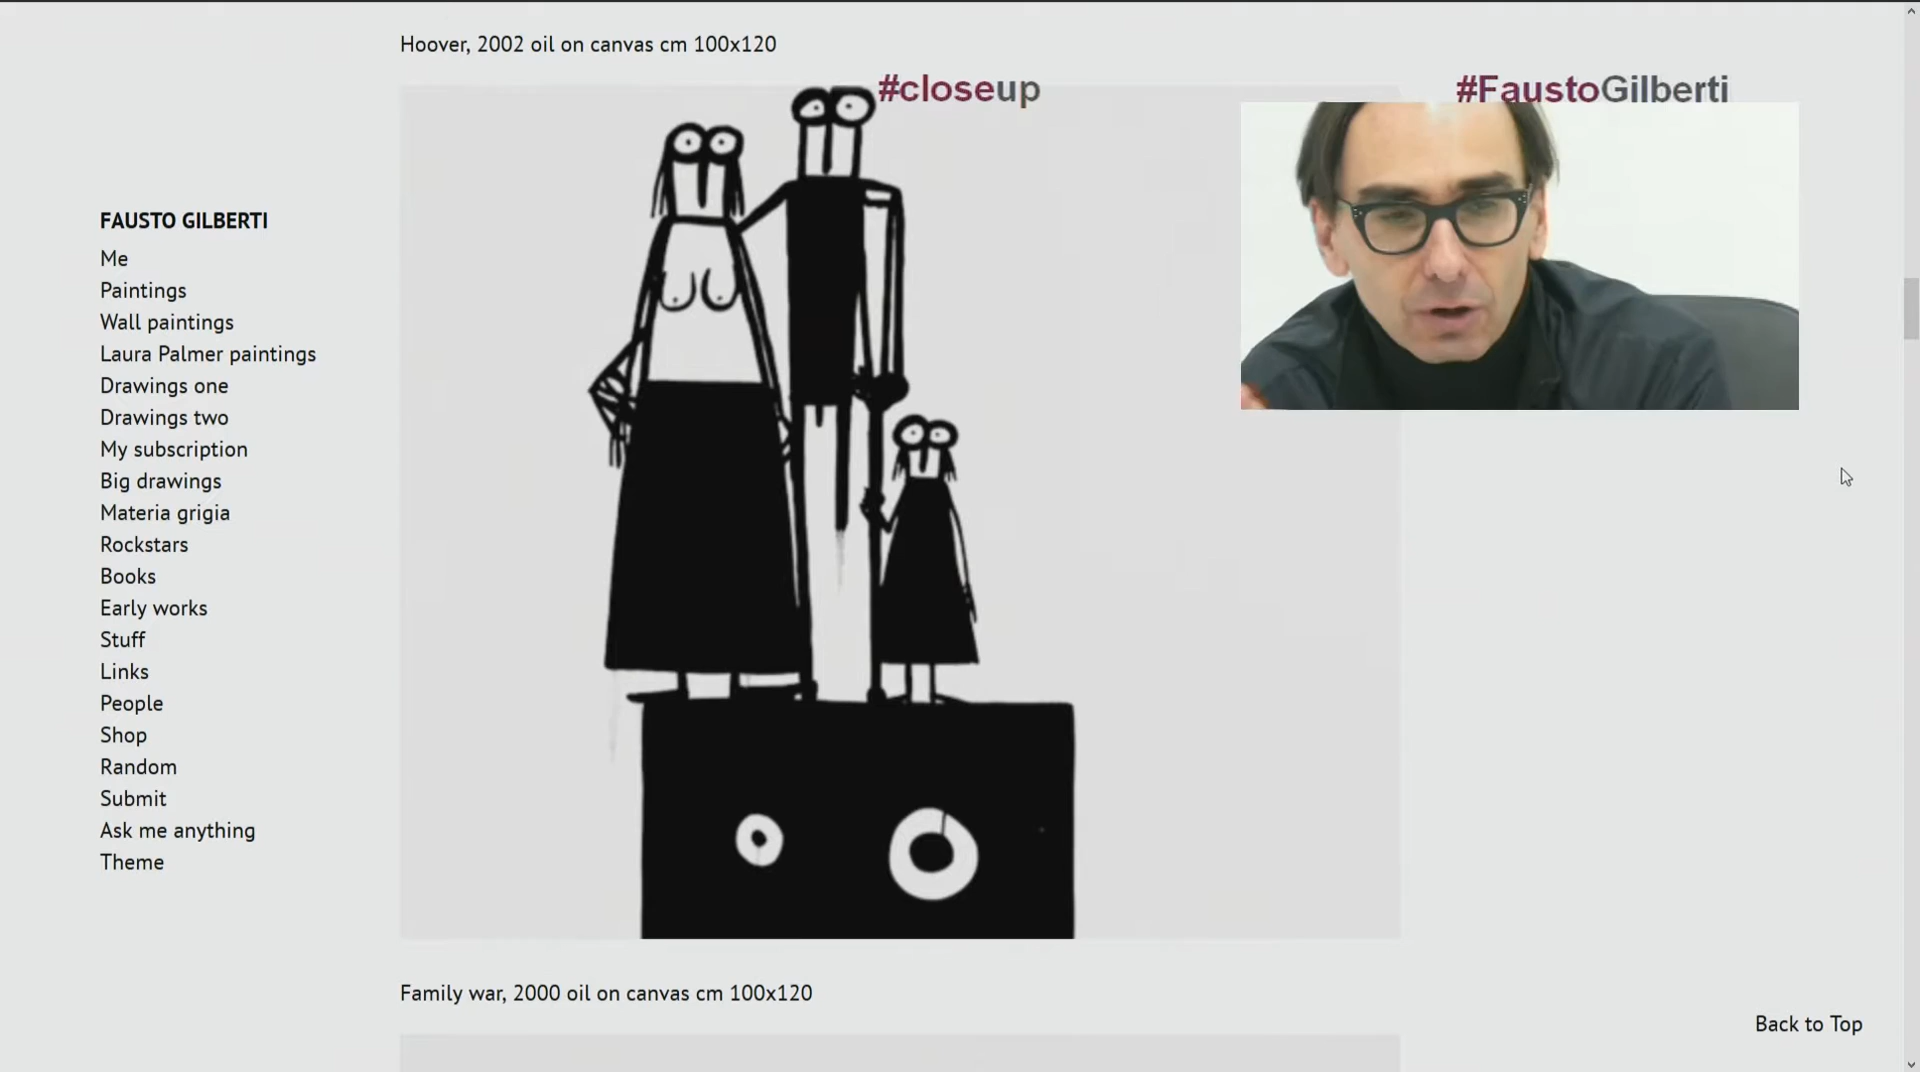 Hoover, 2002 oil on canvas cm 100x120
#closeup
#FaustoGilberti
FAUSTO GILBERTI
Me
Paintings
Wall paintings
Laura Palmer paintings
Drawings one
Drawings two
My subscription
Big drawings
Materia grigia
Rockstars
Books
Early works
Stuff
Links
People
Shop
Random
Submit
Ask me anything
Theme
Family war, 2000 oil on canvas cm 100x120
Back to Top